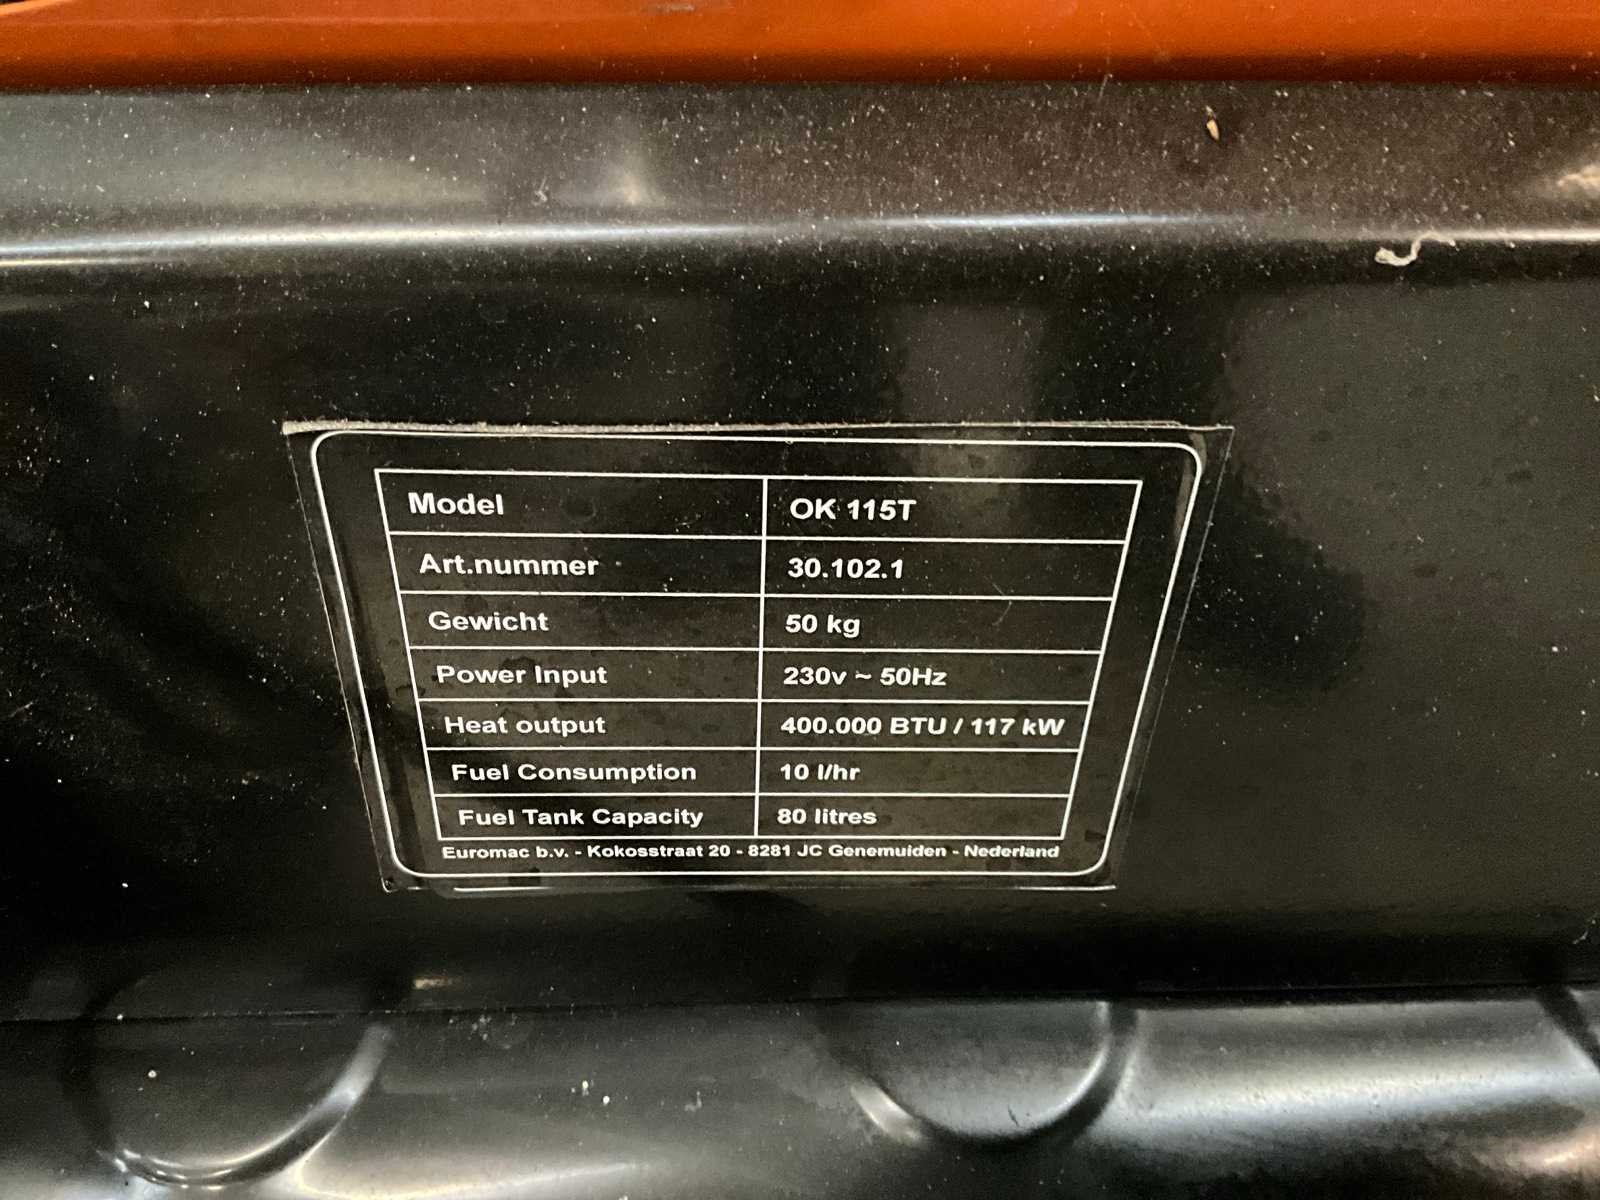 Model OK 115T
Art.nummer 30.102.1
Gewicht 50 kg
Power Input 230v ~ 50Hz
Heat output 400.000 BTU / 117 kW
Fuel Consumption 10 l/hr
Fuel Tank Capacity 80 litres
Euromac b.v. - Kokosstraat 20 - 8281 JC Genemuiden - Nederland